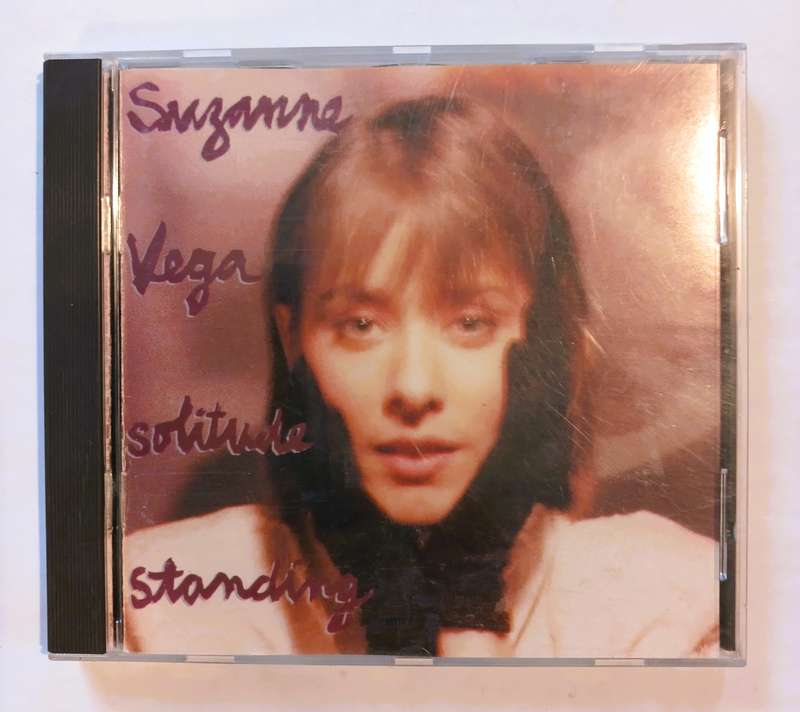 Suzanne
Vega
solitude
standing